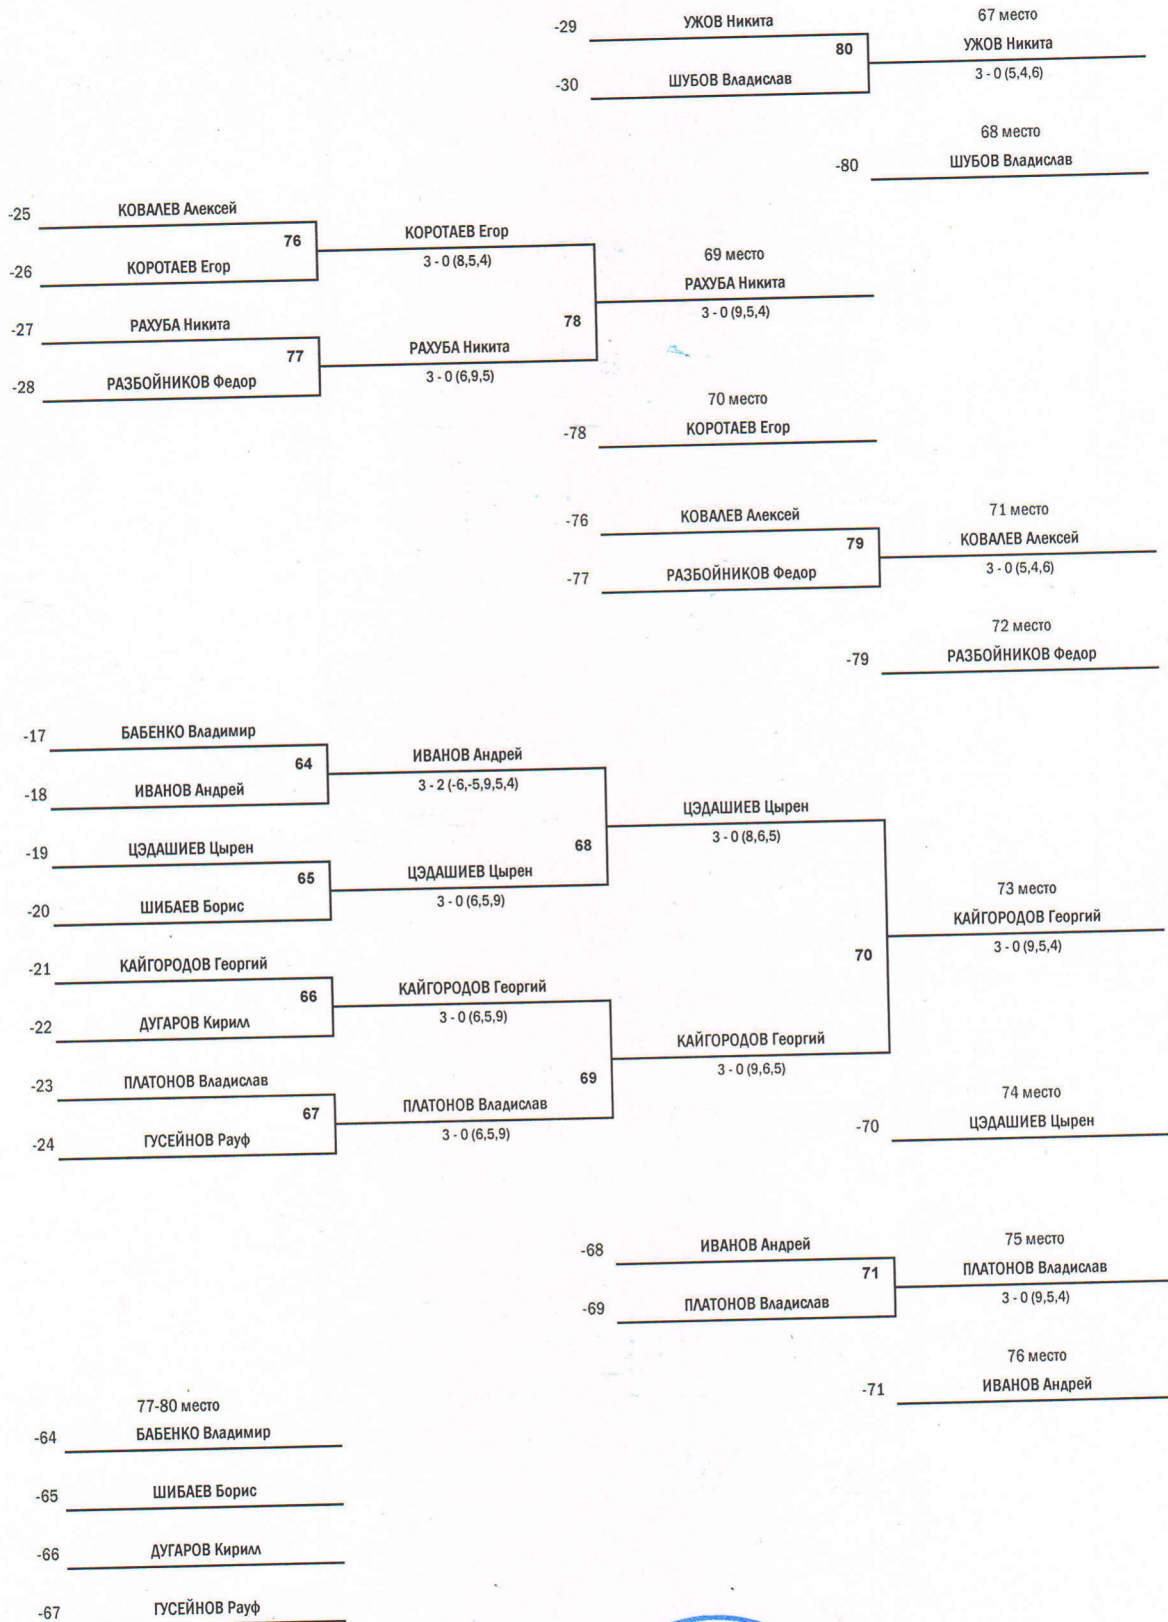 -29 УЖОВ Никита
67 место
80 УЖОВ Никита
-30 ШУБОВ Владислав
3 - 0 (5,4,6)
68 место
-80 ШУБОВ Владислав
-25 КОВАЛЕВ Алексей
76 КОРОТАЕВ Егор
-26 КОРОТАЕВ Егор
3 - 0 (8,5,4)
69 место
РАХУБА Никита
-27 РАХУБА Никита
78
3 - 0 (9,5,4)
77 РАХУБА Никита
-28 РАЗБОЙНИКОВ Федор
3 - 0 (6,9,5)
70 место
-78 КОРОТАЕВ Егор
-76 КОВАЛЕВ Алексей
71 место
79 КОВАЛЕВ Алексей
-77 РАЗБОЙНИКОВ Федор
3 - 0 (5,4,6)
72 место
-79 РАЗБОЙНИКОВ Федор
-17 БАБЕНКО Владимир
64 ИВАНОВ Андрей
-18 ИВАНОВ Андрей
3 - 2 (-6,-5,9,5,4)
ЦЭДАШИЕВ Цырен
-19 ЦЭДАШИЕВ Цырен
68
3 - 0 (8,6,5)
65 ЦЭДАШИЕВ Цырен
-20 ШИБАЕВ Борис
3 - 0 (6,5,9)
73 место
КАЙГОРОДОВ Георгий
-21 КАЙГОРОДОВ Георгий
70
3 - 0 (9,5,4)
66 КАЙГОРОДОВ Георгий
-22 ДУГАРОВ Кирилл
3 - 0 (6,5,9)
КАЙГОРОДОВ Георгий
-23 ПЛАТОНОВ Владислав
69
3 - 0 (9,6,5)
67 ПЛАТОНОВ Владислав
-24 ГУСЕЙНОВ Рауф
3 - 0 (6,5,9)
74 место
-70 ЦЭДАШИЕВ Цырен
-68 ИВАНОВ Андрей
75 место
71 ПЛАТОНОВ Владислав
-69 ПЛАТОНОВ Владислав
3 - 0 (9,5,4)
76 место
-71 ИВАНОВ Андрей
77-80 место
-64 БАБЕНКО Владимир
-65 ШИБАЕВ Борис
-66 ДУГАРОВ Кирилл
-67 ГУСЕЙНОВ Рауф